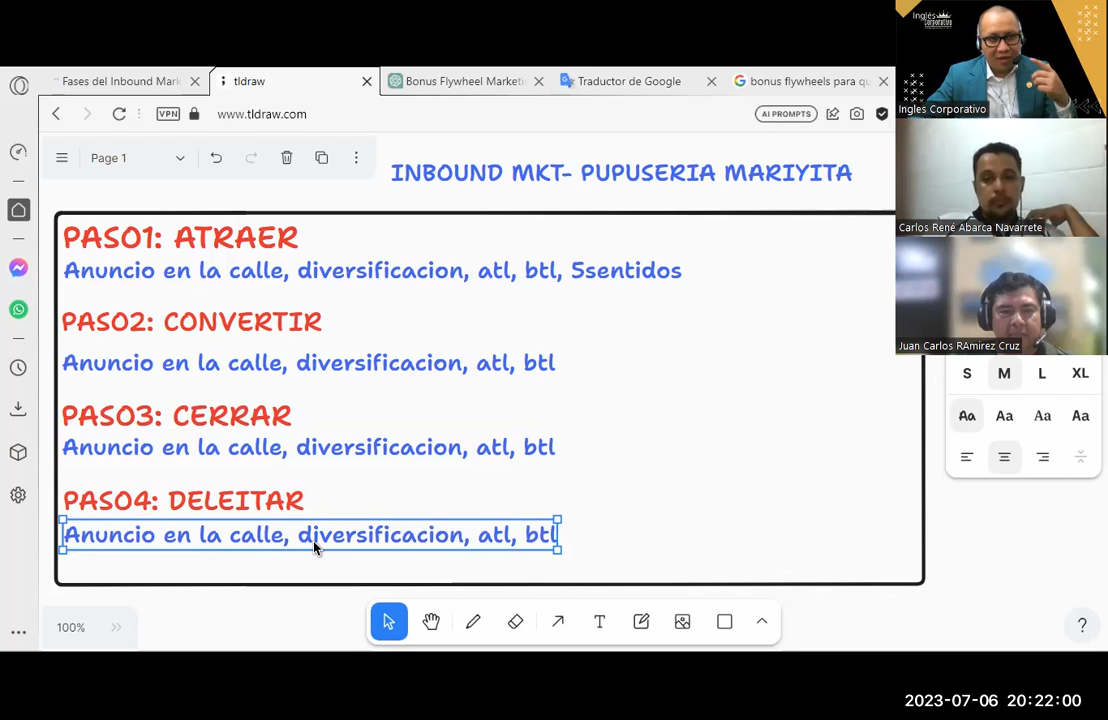 Fases del Inbound Mark
tldraw
Bonus Flywheel Marketi
Traductor de Google
bonus flywheels para qu
VPN
www.tldraw.com
AI PROMPTS
Page 1
INBOUND MKT- PUPUSERIA MARIYITA
PASO1: ATRAER
Anuncio en la calle, diversificacion, atl, btl, 5sentidos
PASO2: CONVERTIR
Anuncio en la calle, diversificacion, atl, btl
PASO3: CERRAR
Anuncio en la calle, diversificacion, atl, btl
PASO4: DELEITAR
Anuncio en la calle, diversificacion, atl, btl
100%
T
?
Inglés
Corporativo
Ingles Corporativo
Carlos René Abarca Navarrete
Juan Carlos RAmirez Cruz
S M L XL
Aa Aa Aa Aa
2023-07-06 20:22:00